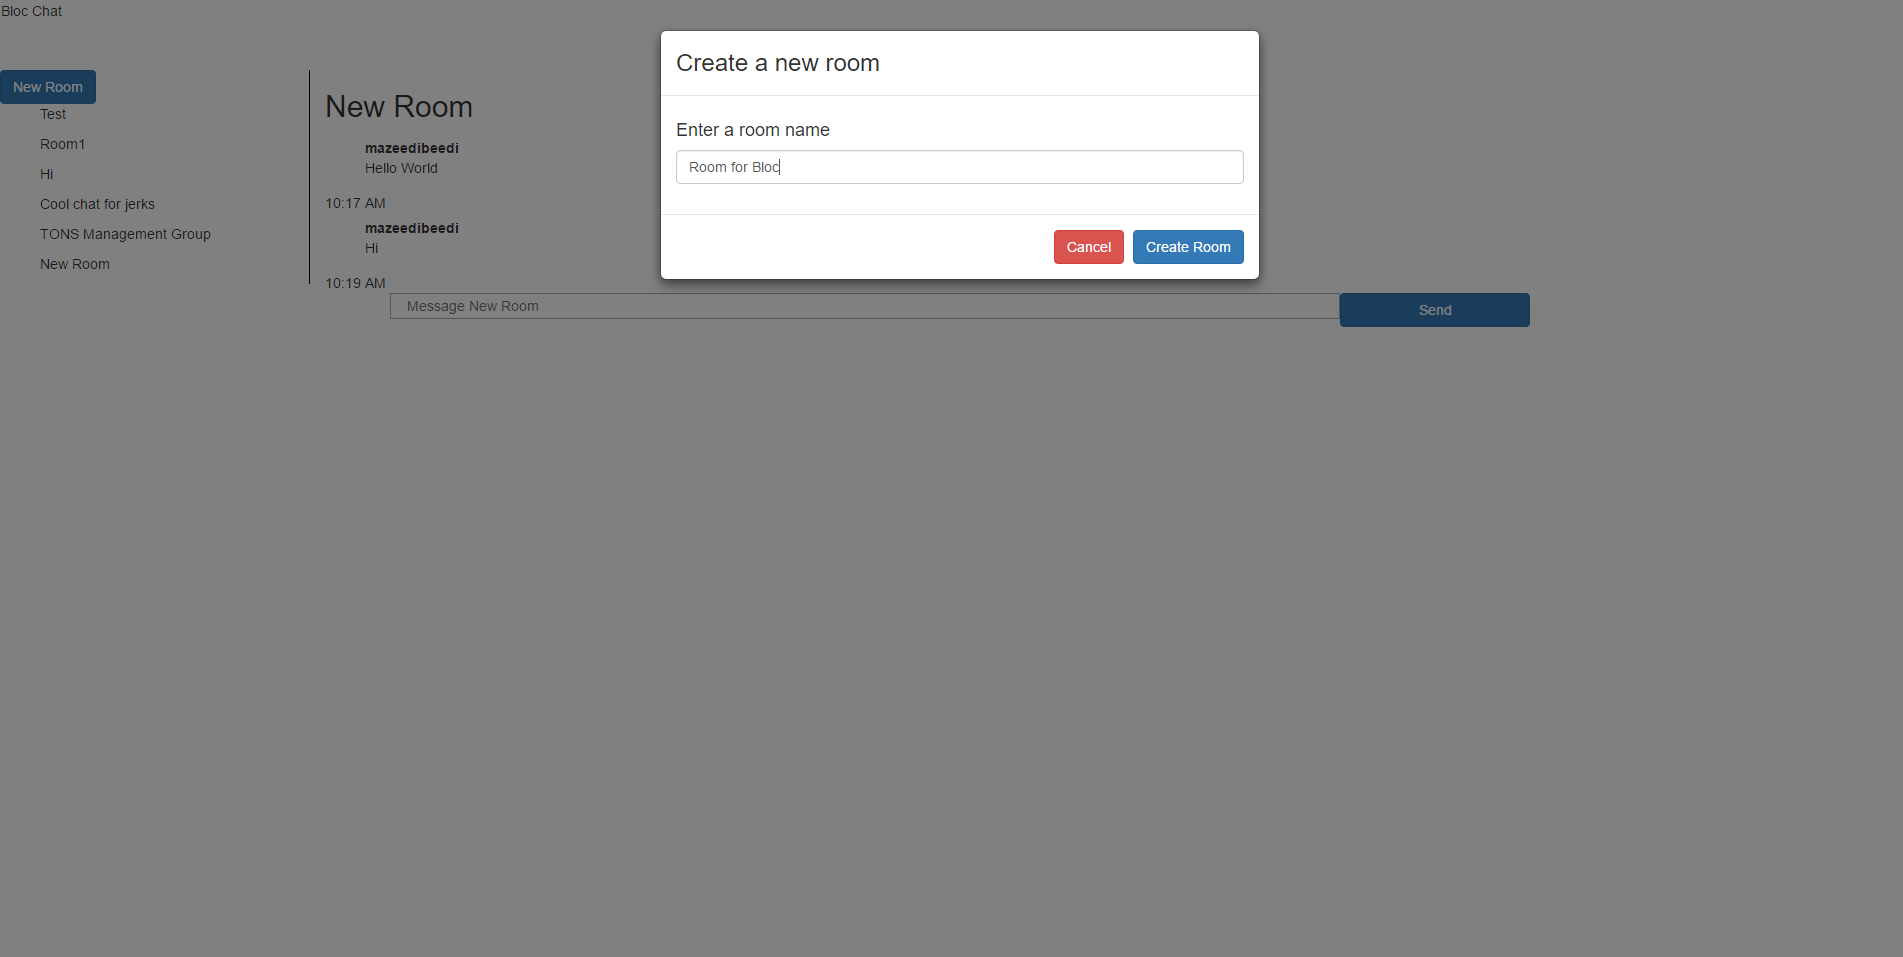 Bloc Chat
New Room
Test
Room1
Hi
Cool chat for jerks
TONS Management Group
New Room
New Room
mazeedibeedi
Hello World
10:17 AM
mazeedibeedi
Hi
10:19 AM
Message New Room
Send
Create a new room
Enter a room name
Room for Bloc
Cancel
Create Room